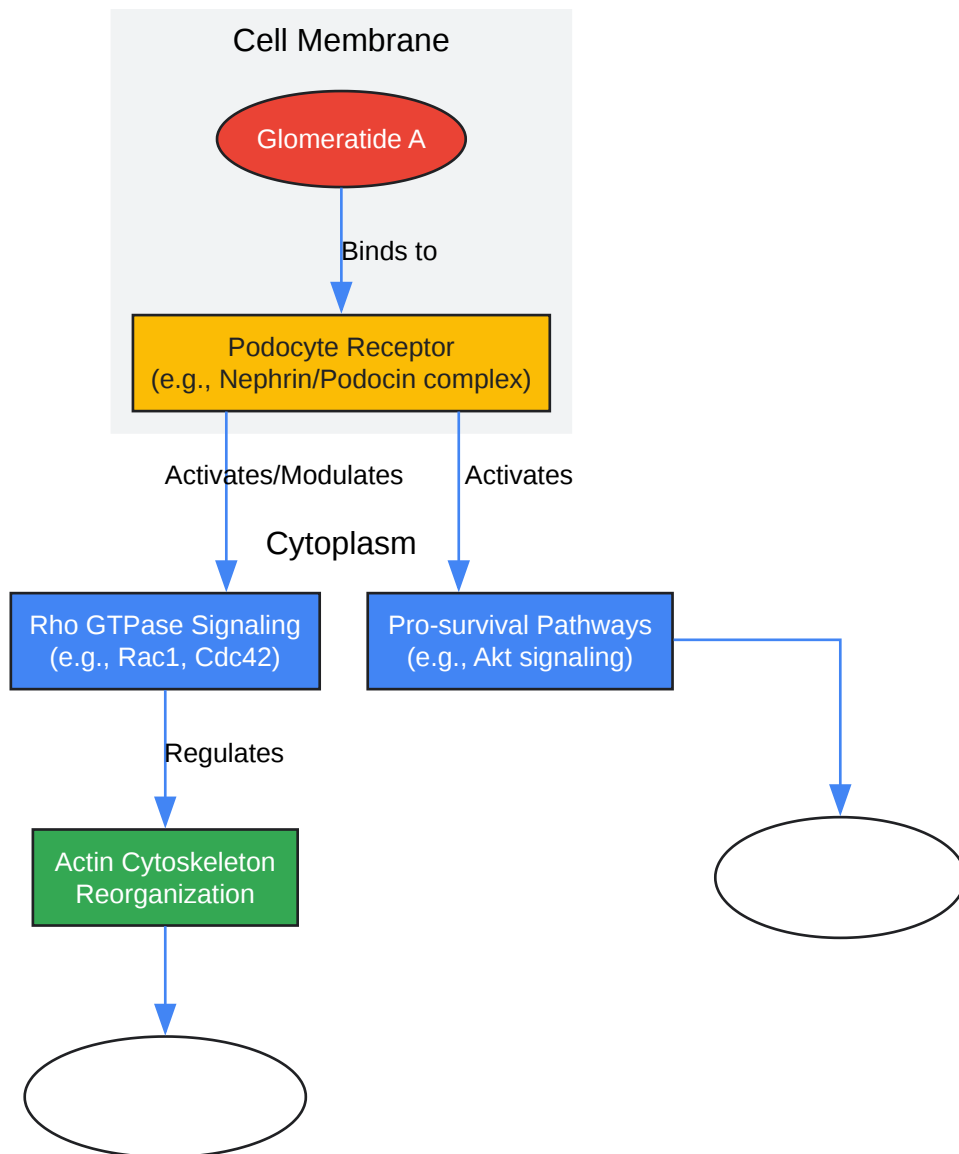 Cell Membrane
Glomeratide A
Binds to
Podocyte Receptor
(e.g., Nephrin/Podocin complex)
Activates/Modulates
Activates
Cytoplasm
Rho GTPase Signaling
(e.g., Rac1, Cdc42)
Pro-survival Pathways
(e.g., Akt signaling)
Regulates
Actin Cytoskeleton
Reorganization